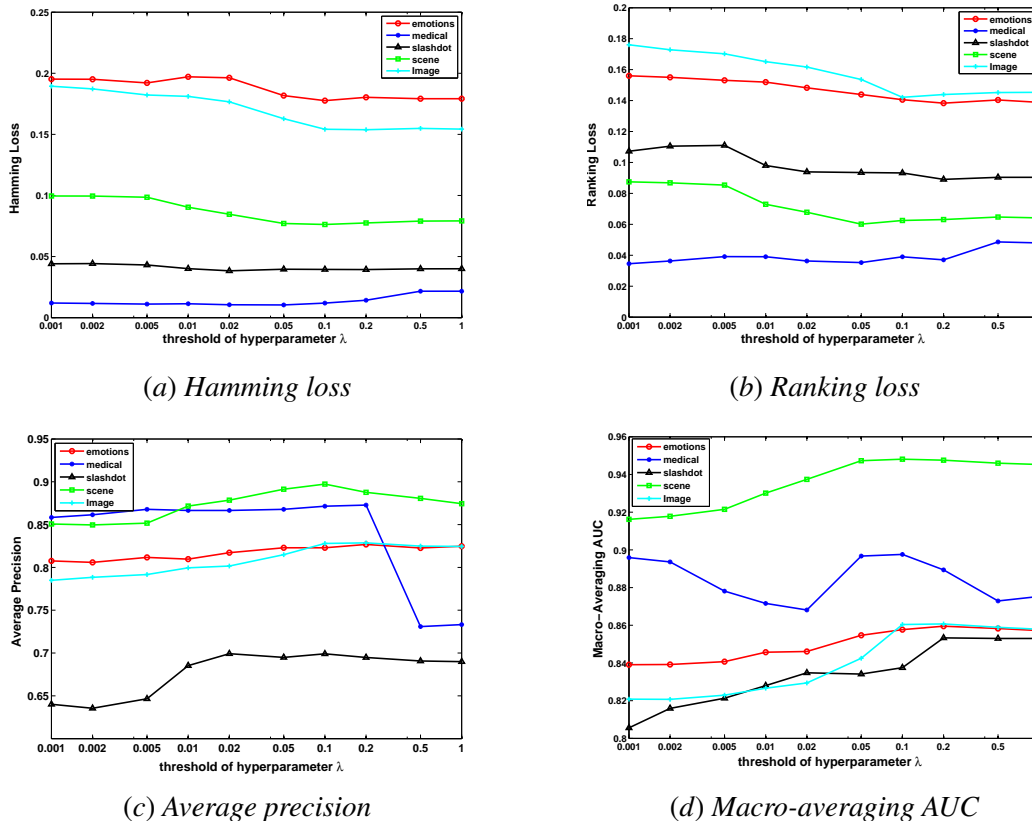 0.25
0.2
0.15
0.1
0.05
0
Hamming Loss
emotions
medical
slashdot
scene
Image
0.001 0.002 0.005 0.01 0.02 0.05 0.1 0.2 0.5 1
threshold of hyperparameter λ
(a) Hamming loss
0.2
0.18
0.16
0.14
0.12
0.1
0.08
0.06
0.04
0.02
0
Ranking Loss
emotions
medical
slashdot
scene
Image
0.001 0.002 0.005 0.01 0.02 0.05 0.1 0.2 0.5
threshold of hyperparameter λ
(b) Ranking loss
0.95
0.9
0.85
0.8
0.75
0.7
0.65
Average Precision
emotions
medical
slashdot
scene
Image
0.001 0.002 0.005 0.01 0.02 0.05 0.1 0.2 0.5 1
threshold of hyperparameter λ
(c) Average precision
0.96
0.94
0.92
0.90
0.88
0.86
0.84
0.82
0.8
Macro-Averaging AUC
emotions
medical
slashdot
scene
Image
0.001 0.002 0.005 0.01 0.02 0.05 0.1 0.2 0.5
threshold of hyperparameter λ
(d) Macro-averaging AUC